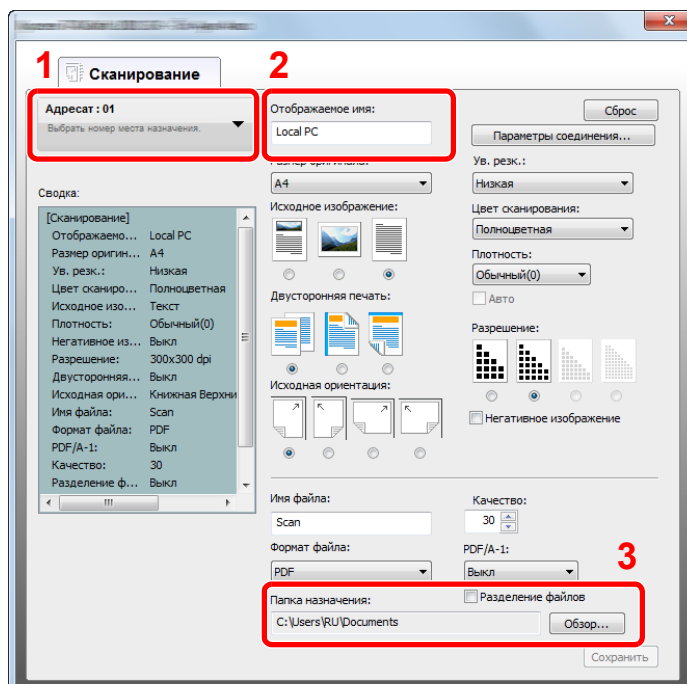 1
Сканирование
2
3
Адресат : 01
Выбрать номер места назначения.
Сводка:
[Сканирование]
Отображаемо... Local PC
Размер оригин... A4
Ув. резк.: Низкая
Цвет сканиро... Полноцветная
Исходное изо... Текст
Плотность: Обычный(0)
Негативное из... Выкл
Разрешение: 300x300 dpi
Двусторонняя... Выкл
Исходная ори... Книжная Верхни
Имя файла: Scan
Формат файла: PDF
PDF/A-1: Выкл
Качество: 30
Разделение ф... Выкл
Отображаемое имя:
Local PC
Размер оригинала:
A4
Исходное изображение:
Двусторонняя печать:
Исходная ориентация:
Сброс
Параметры соединения...
Ув. резк.:
Низкая
Цвет сканирования:
Полноцветная
Плотность:
Обычный(0)
Авто
Разрешение:
Негативное изображение
Имя файла:
Scan
Качество:
30
Формат файла:
PDF
PDF/A-1:
Выкл
Папка назначения:
Разделение файлов
C:\Users\RU\Documents
Обзор...
Сохранить